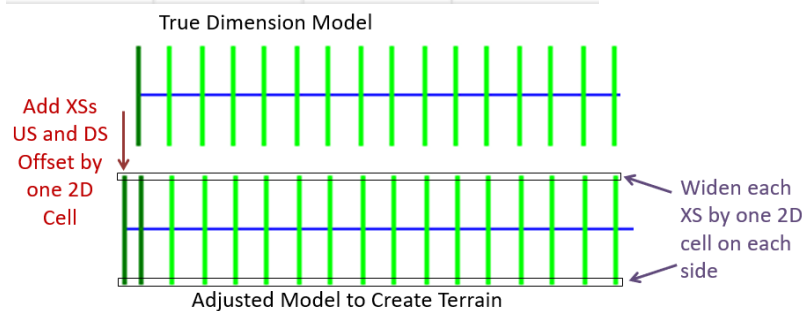 True Dimension Model
Add XSs
US and DS
Offset by
one 2D
Cell
Widen each
XS by one 2D
cell on each
side
Adjusted Model to Create Terrain